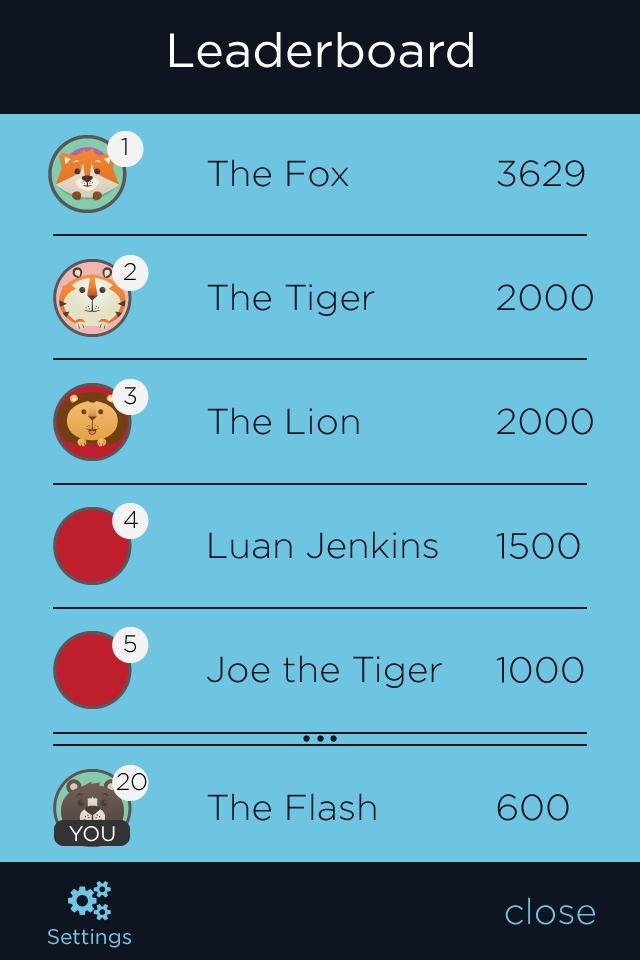 Leaderboard
1
The Fox 3629
2
The Tiger 2000
3
The Lion 2000
4
Luan Jenkins 1500
5
Joe the Tiger 1000
20
The Flash 600
YOU
Settings
close